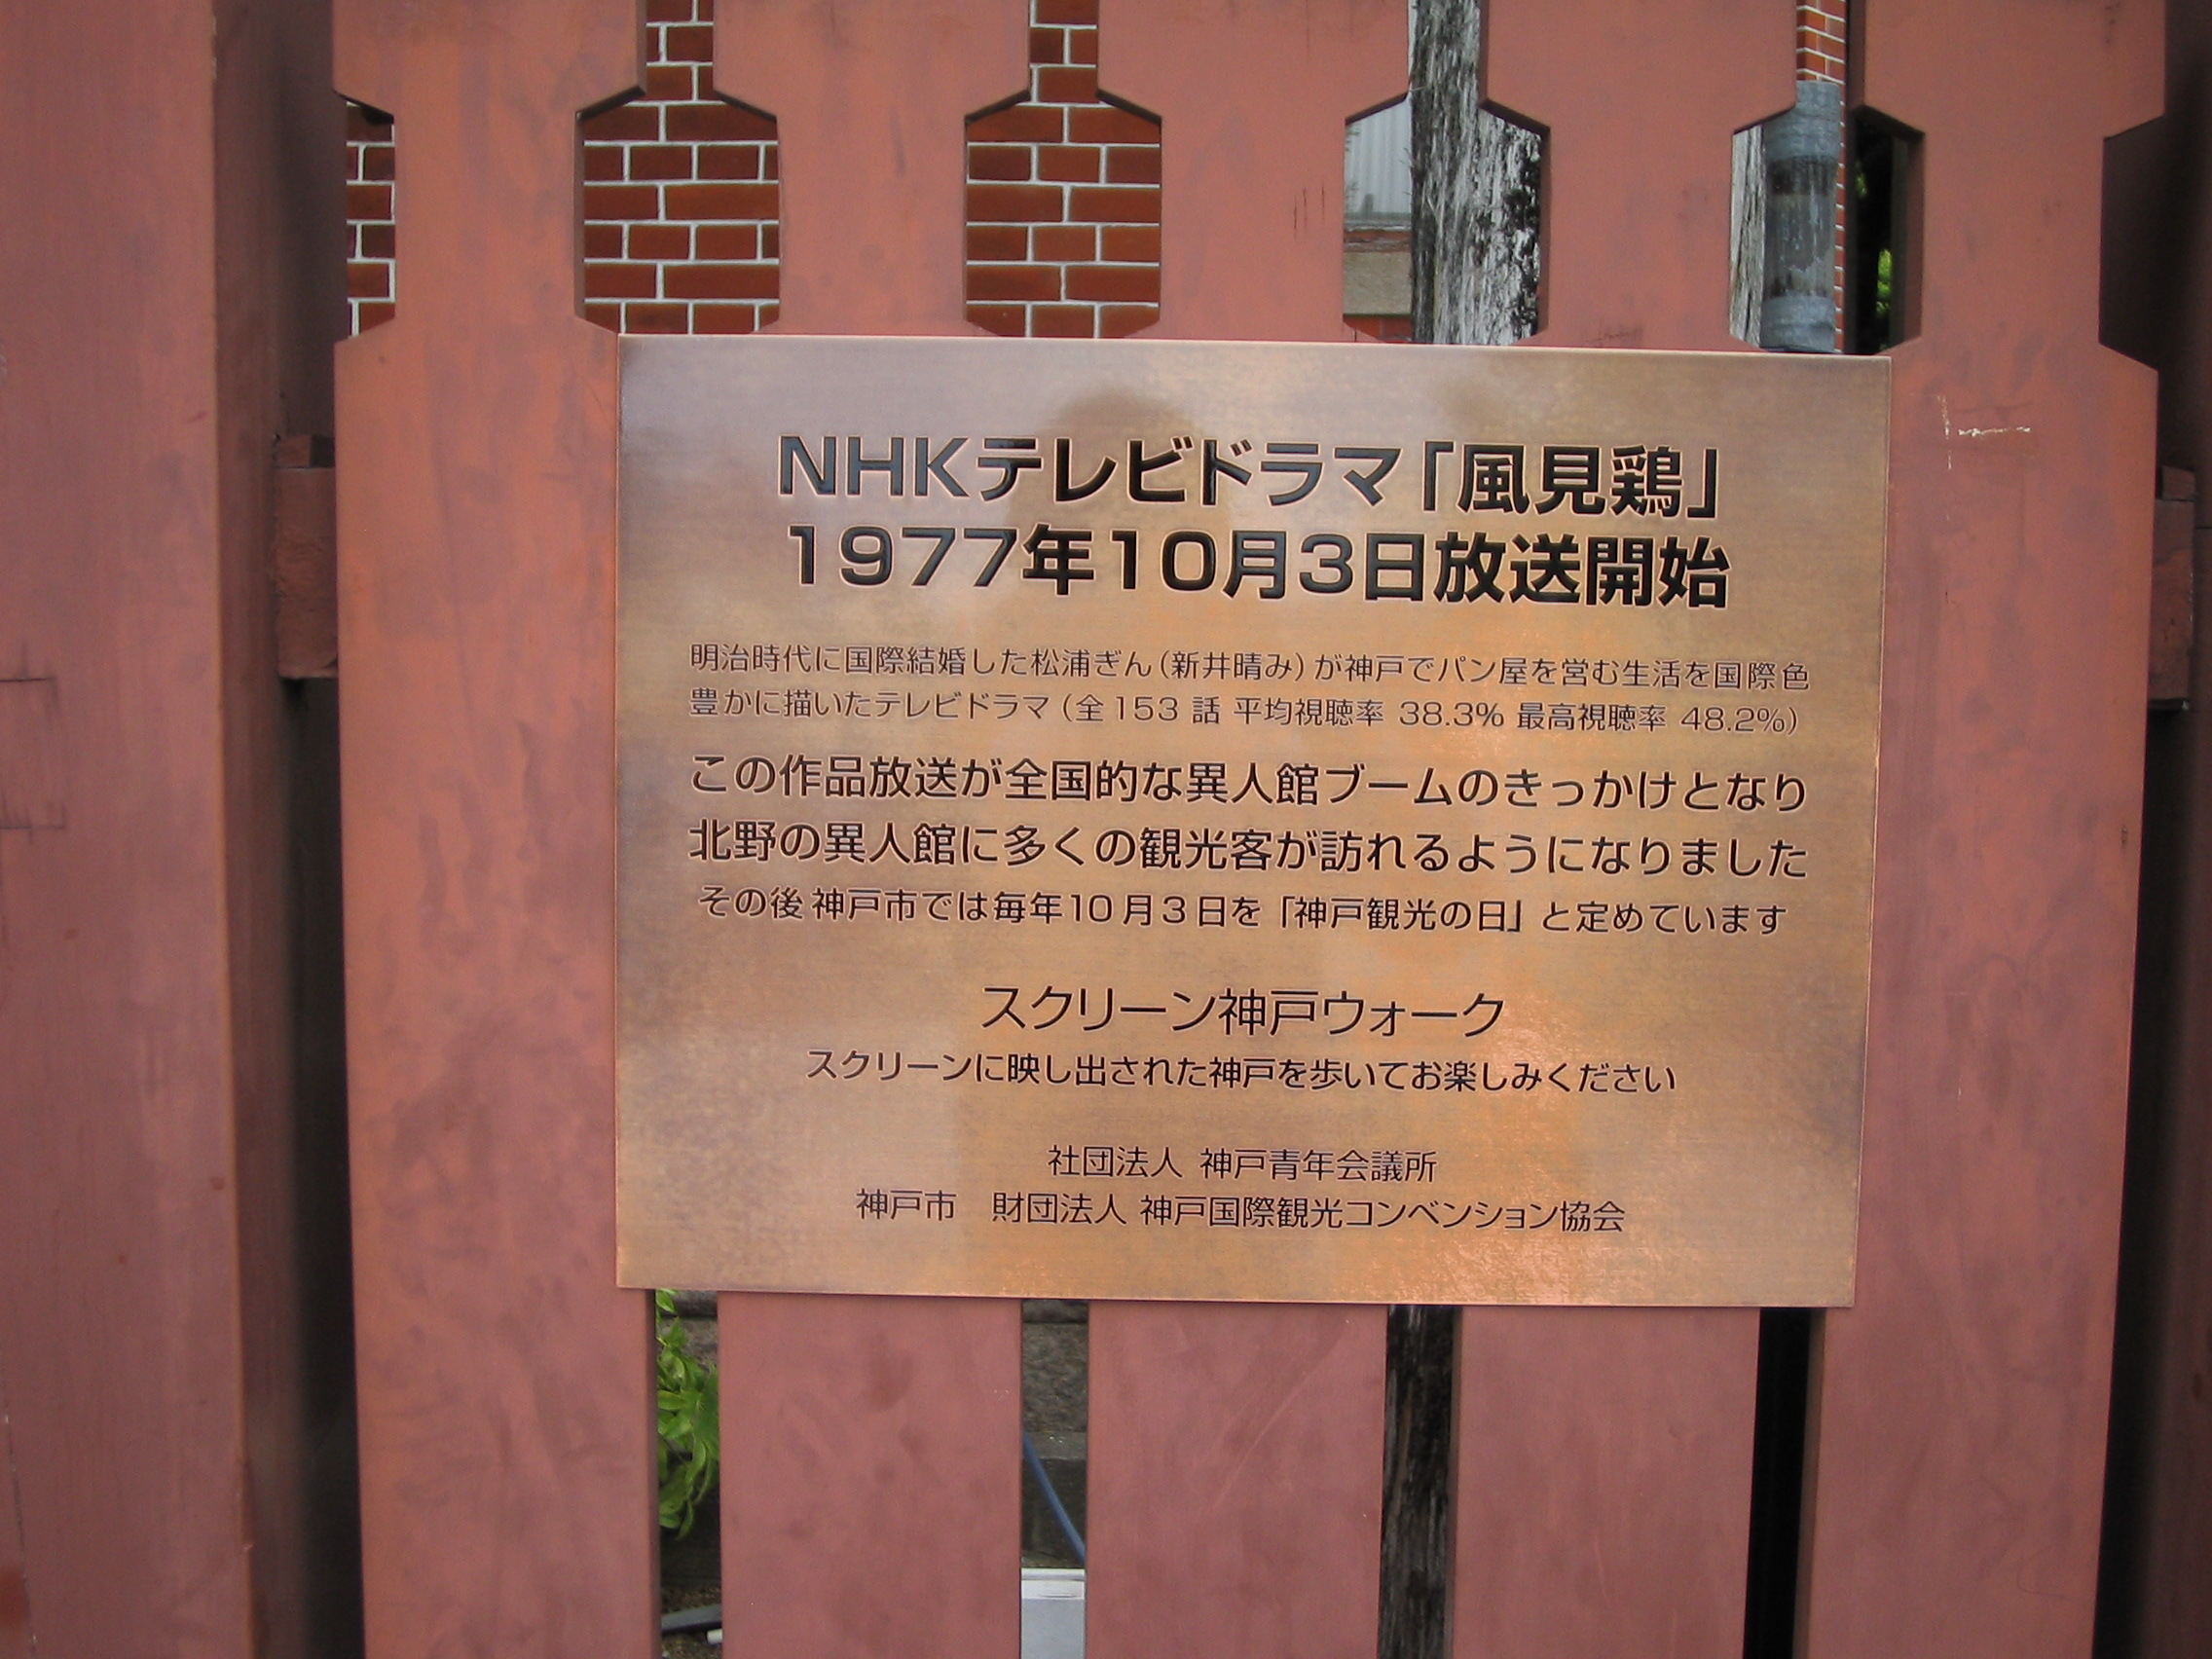 NHKテレビドラマ「風見鶏」
1977年10月3日放送開始
明治時代に国際結婚した松浦ぎん(新井晴み)が神戸でパン屋を営む生活を国際色
豊かに描いたテレビドラマ(全153話 平均視聴率 38.3% 最高視聴率 48.2%)
この作品放送が全国的な異人館ブームのきっかけとなり
北野の異人館に多くの観光客が訪れるようになりました
その後神戸市では毎年10月3日を「神戸観光の日」と定めています
スクリーン神戸ウォーク
スクリーンに映し出された神戸を歩いてお楽しみください
社団法人 神戸青年会議所
神戸市　財団法人 神戸国際観光コンベンション協会